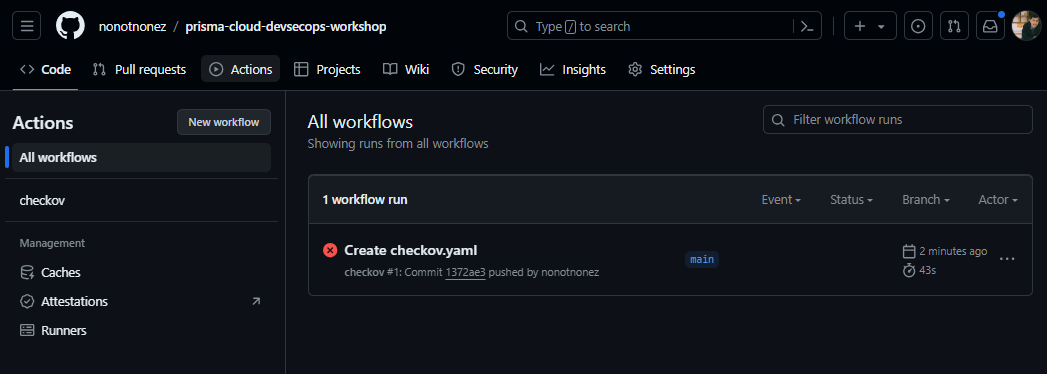 nonotnonez / prisma-cloud-devsecops-workshop
Type / to search
Code Pull requests Actions Projects Wiki Security Insights Settings
Actions
New workflow
All workflows
checkov
Management
Caches
Attestations
Runners
All workflows
Showing runs from all workflows
Filter workflow runs
1 workflow run
Event Status Branch Actor
Create checkov.yaml
checkov #1: Commit 1372ae3 pushed by nonotnonez
main
2 minutes ago
43s